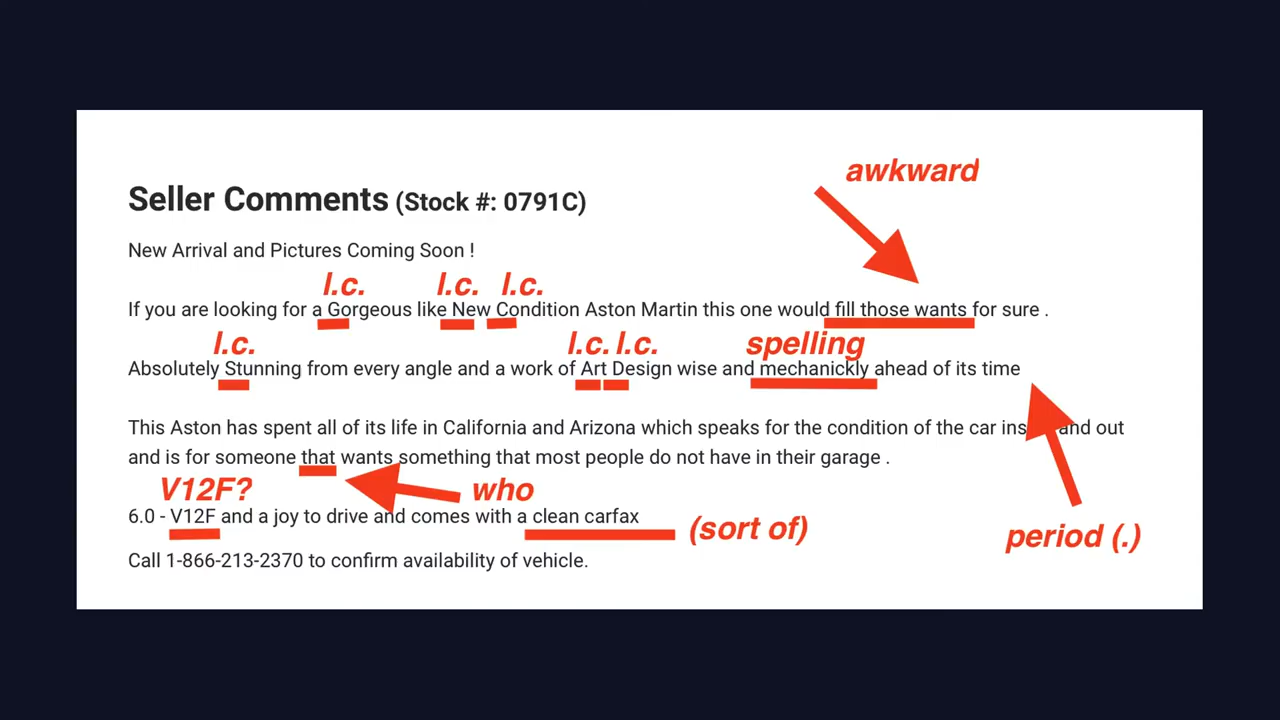 awkward
Seller Comments (Stock #: 0791C)
New Arrival and Pictures Coming Soon !
l.c. l.c. l.c.
If you are looking for a Gorgeous like New Condition Aston Martin this one would fill those wants for sure .
l.c. l.c. l.c. spelling
Absolutely Stunning from every angle and a work of Art Design wise and mechanickly ahead of its time
This Aston has spent all of its life in California and Arizona which speaks for the condition of the car and out
and is for someone that wants something that most people do not have in their garage .
V12F? who
6.0 - V12F and a joy to drive and comes with a clean carfax
(sort of)
period (.)
Call 1-866-213-2370 to confirm availability of vehicle.